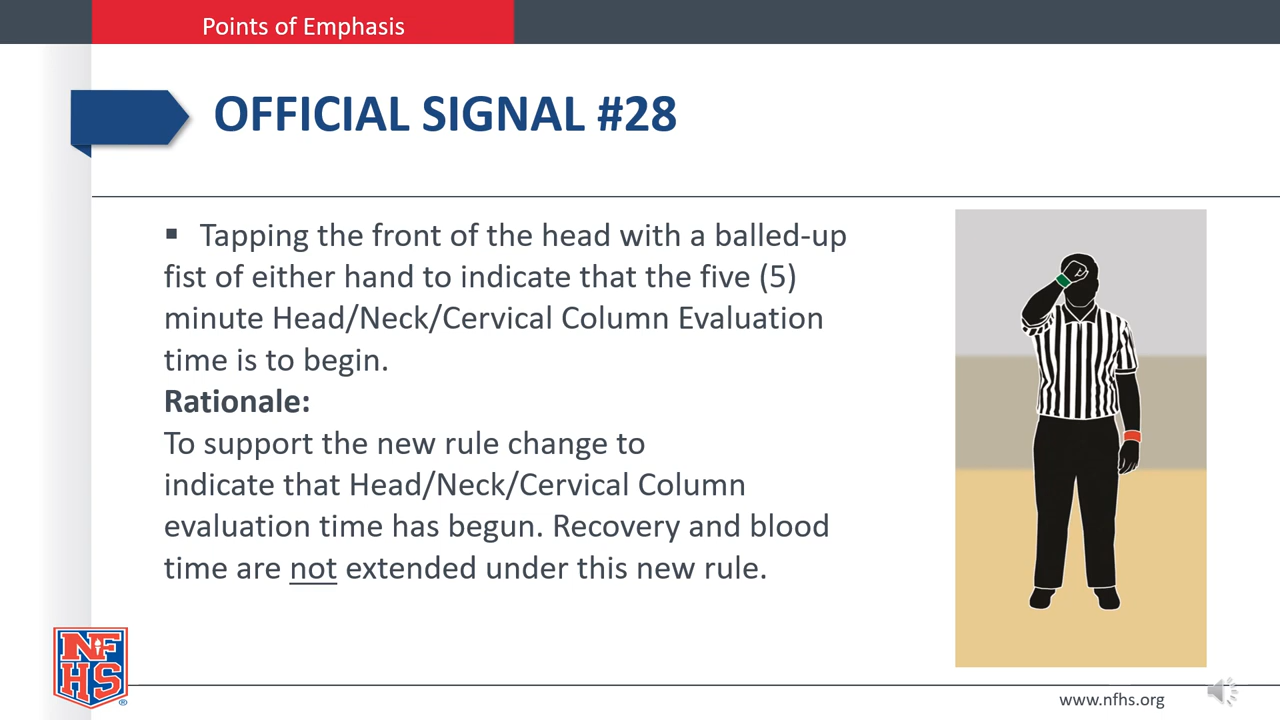 Points of Emphasis
OFFICIAL SIGNAL #28
▪ Tapping the front of the head with a balled-up
fist of either hand to indicate that the five (5)
minute Head/Neck/Cervical Column Evaluation
time is to begin.
Rationale:
To support the new rule change to
indicate that Head/Neck/Cervical Column
evaluation time has begun. Recovery and blood
time are not extended under this new rule.
NF
HS
®
www.nfhs.org